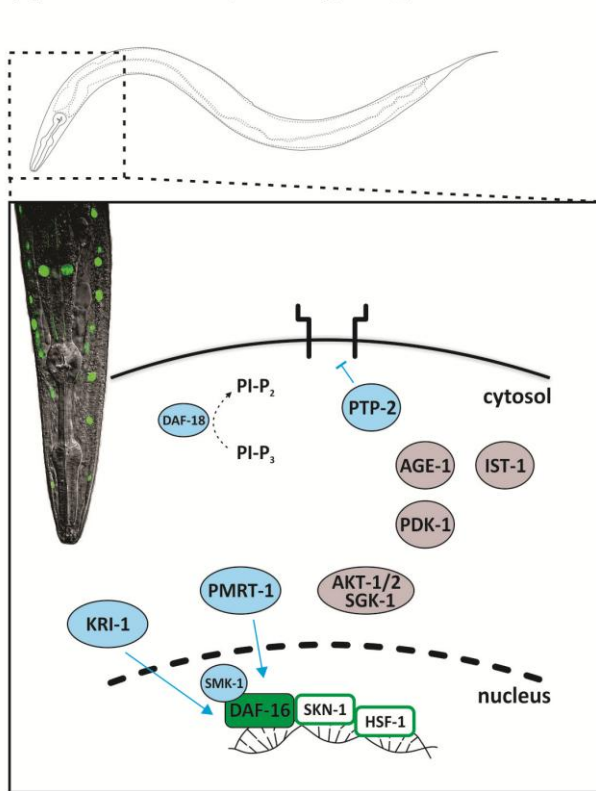 PI-P₂
DAF-18
PI-P₃
PTP-2
cytosol
AGE-1
IST-1
PDK-1
AKT-1/2
SGK-1
PMRT-1
KRI-1
SMK-1
nucleus
DAF-16
SKN-1
HSF-1